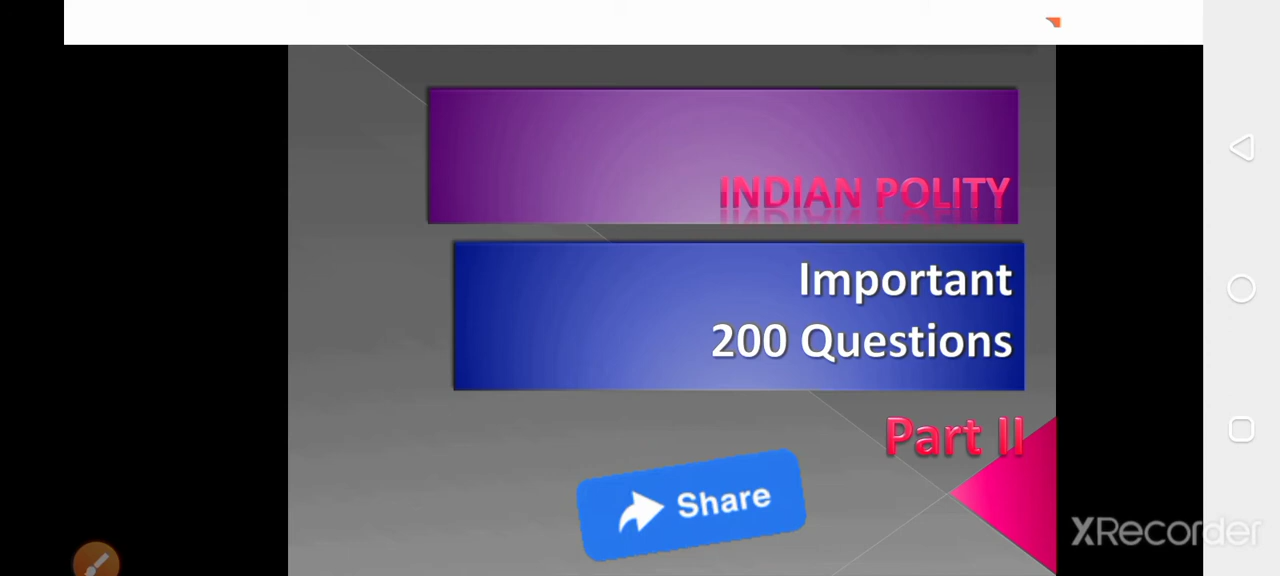 INDIAN POLITY
Important
200 Questions
Part II
Share
XRecorder